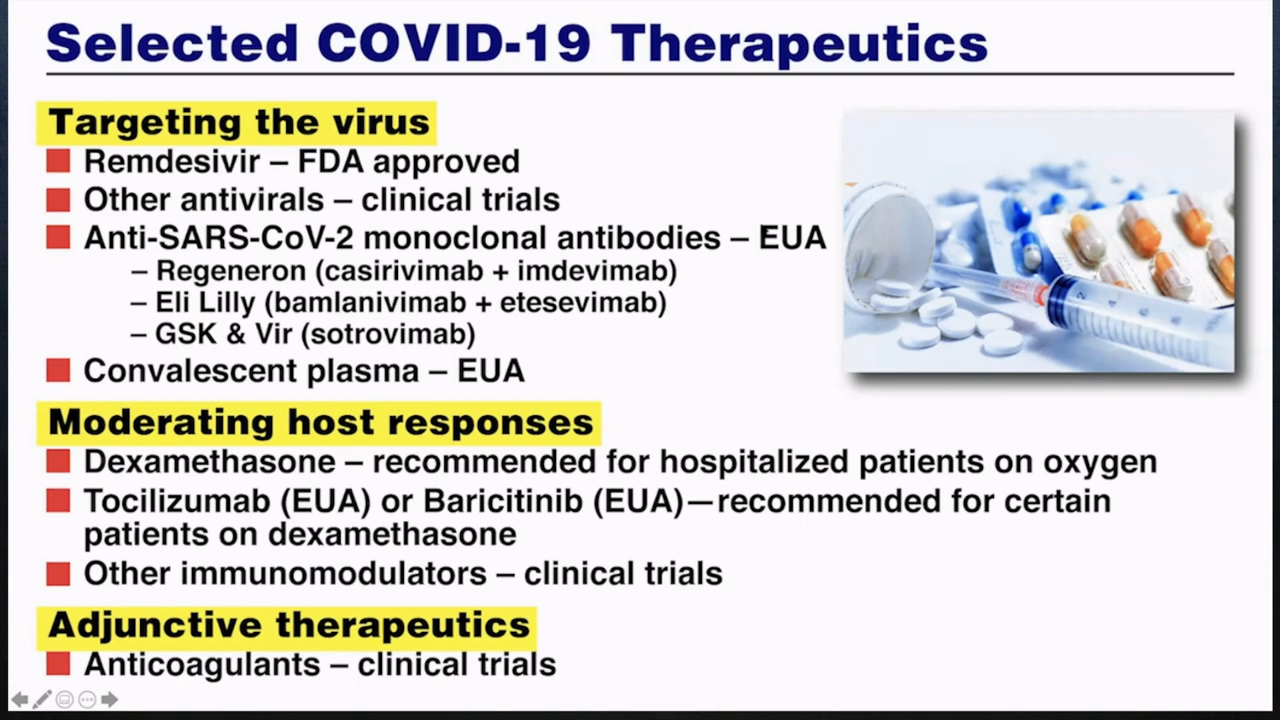 Selected COVID-19 Therapeutics
Targeting the virus
Remdesivir – FDA approved
Other antivirals – clinical trials
Anti-SARS-CoV-2 monoclonal antibodies – EUA
– Regeneron (casirivimab + imdevimab)
– Eli Lilly (bamlanivimab + etesevimab)
– GSK & Vir (sotrovimab)
Convalescent plasma – EUA
Moderating host responses
Dexamethasone – recommended for hospitalized patients on oxygen
Tocilizumab (EUA) or Baricitinib (EUA)—recommended for certain
patients on dexamethasone
Other immunomodulators – clinical trials
Adjunctive therapeutics
Anticoagulants – clinical trials